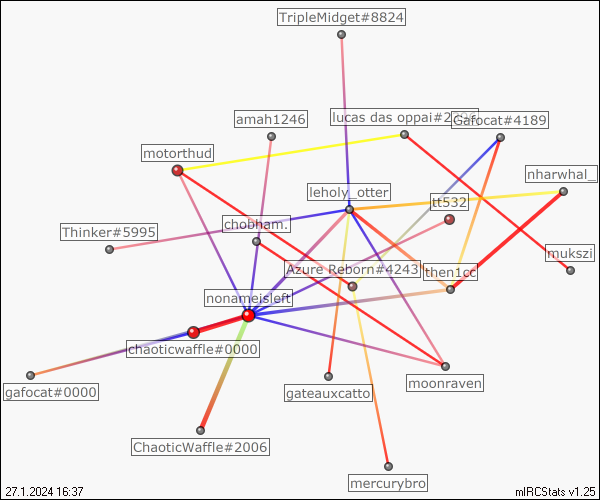 TripleMidget#8824
amah1246
lucas das oppai#2
Gafocat#4189
motorthud
nharwhal_
leholy_otter
tt532
chobham.
Thinker#5995
mukszi
Azure Reborn#4243
then1cc
nonameisleft
chaoticwaffle#0000
moonraven
gafocat#0000
gateauxcatto
ChaoticWaffle#2006
mercurybro
27.1.2024 16:37
mIRCStats v1.25